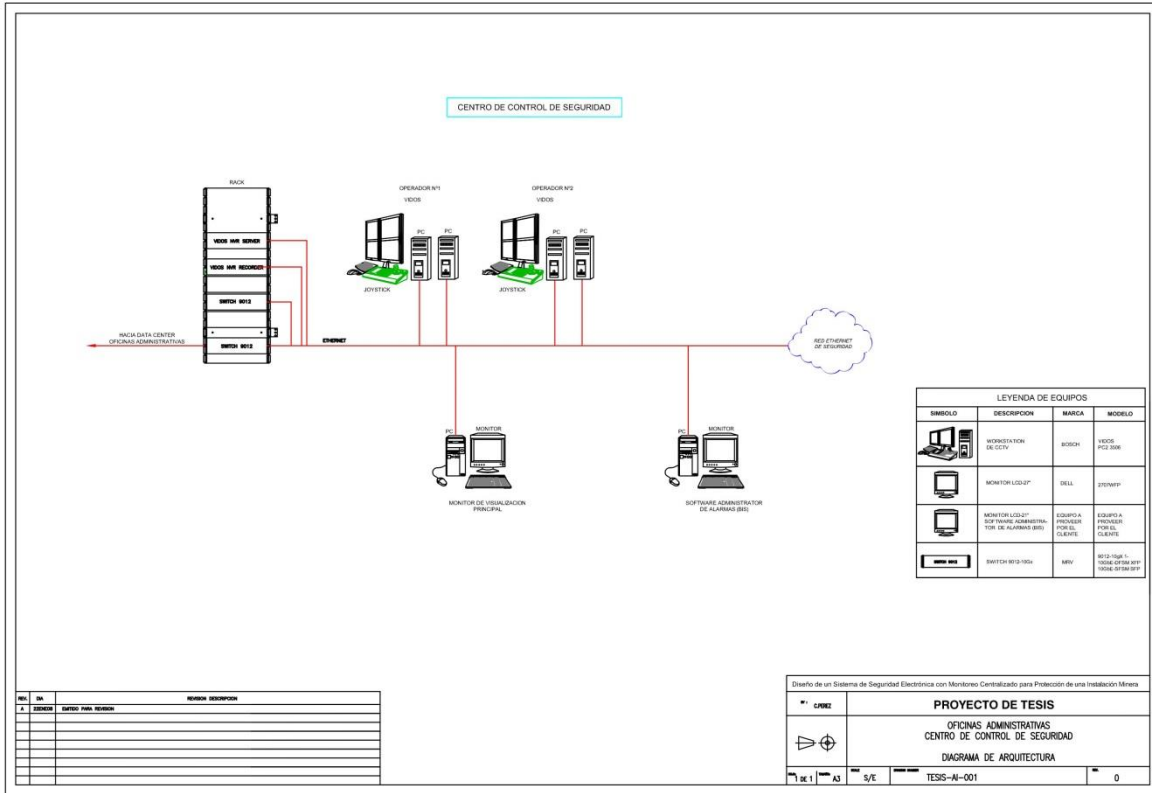 CENTRO DE CONTROL DE SEGURIDAD
RACK
VIDOS NVR SERVER
VIDOS NVR RECORDER
SWITCH 9012
SWITCH 9012
HACIA DATA CENTER
OFICINAS ADMINISTRATIVAS
ETHERNET
OPERADOR Nº1
VIDOS
PC
PC
JOYSTICK
OPERADOR Nº2
VIDOS
PC
PC
JOYSTICK
RED ETHERNET
DE SEGURIDAD
PC
MONITOR
MONITOR DE VISUALIZACION
PRINCIPAL
PC
MONITOR
SOFTWARE ADMINISTRATOR
DE ALARMAS (BIS)
LEYENDA DE EQUIPOS
SIMBOLO DESCRIPCION MARCA MODELO
WORKSTATION
DE CCTV
BOSCH
VIDOS
MONITOR LCD-27"
DELL
2707WFP
MONITOR LCD-21"
SOFTWARE ADMINISTRA-
TOR DE ALARMAS (BIS)
EQUIPO A
PROVEER
POR EL
CLIENTE
EQUIPO A
PROVEER
POR EL
CLIENTE
SWITCH 9012
MRV
REV. DIA REVISION DESCRIPCION
A EMITIDO PARA REVISION
Diseño de un Sistema de Seguridad Electrónica con Monitoreo Centralizado para Protección de una Instalación Minera
C.PEREZ
PROYECTO DE TESIS
OFICINAS ADMINISTRATIVAS
CENTRO DE CONTROL DE SEGURIDAD
DIAGRAMA DE ARQUITECTURA
1 DE 1
A3
S/E
TESIS-AI-001
0